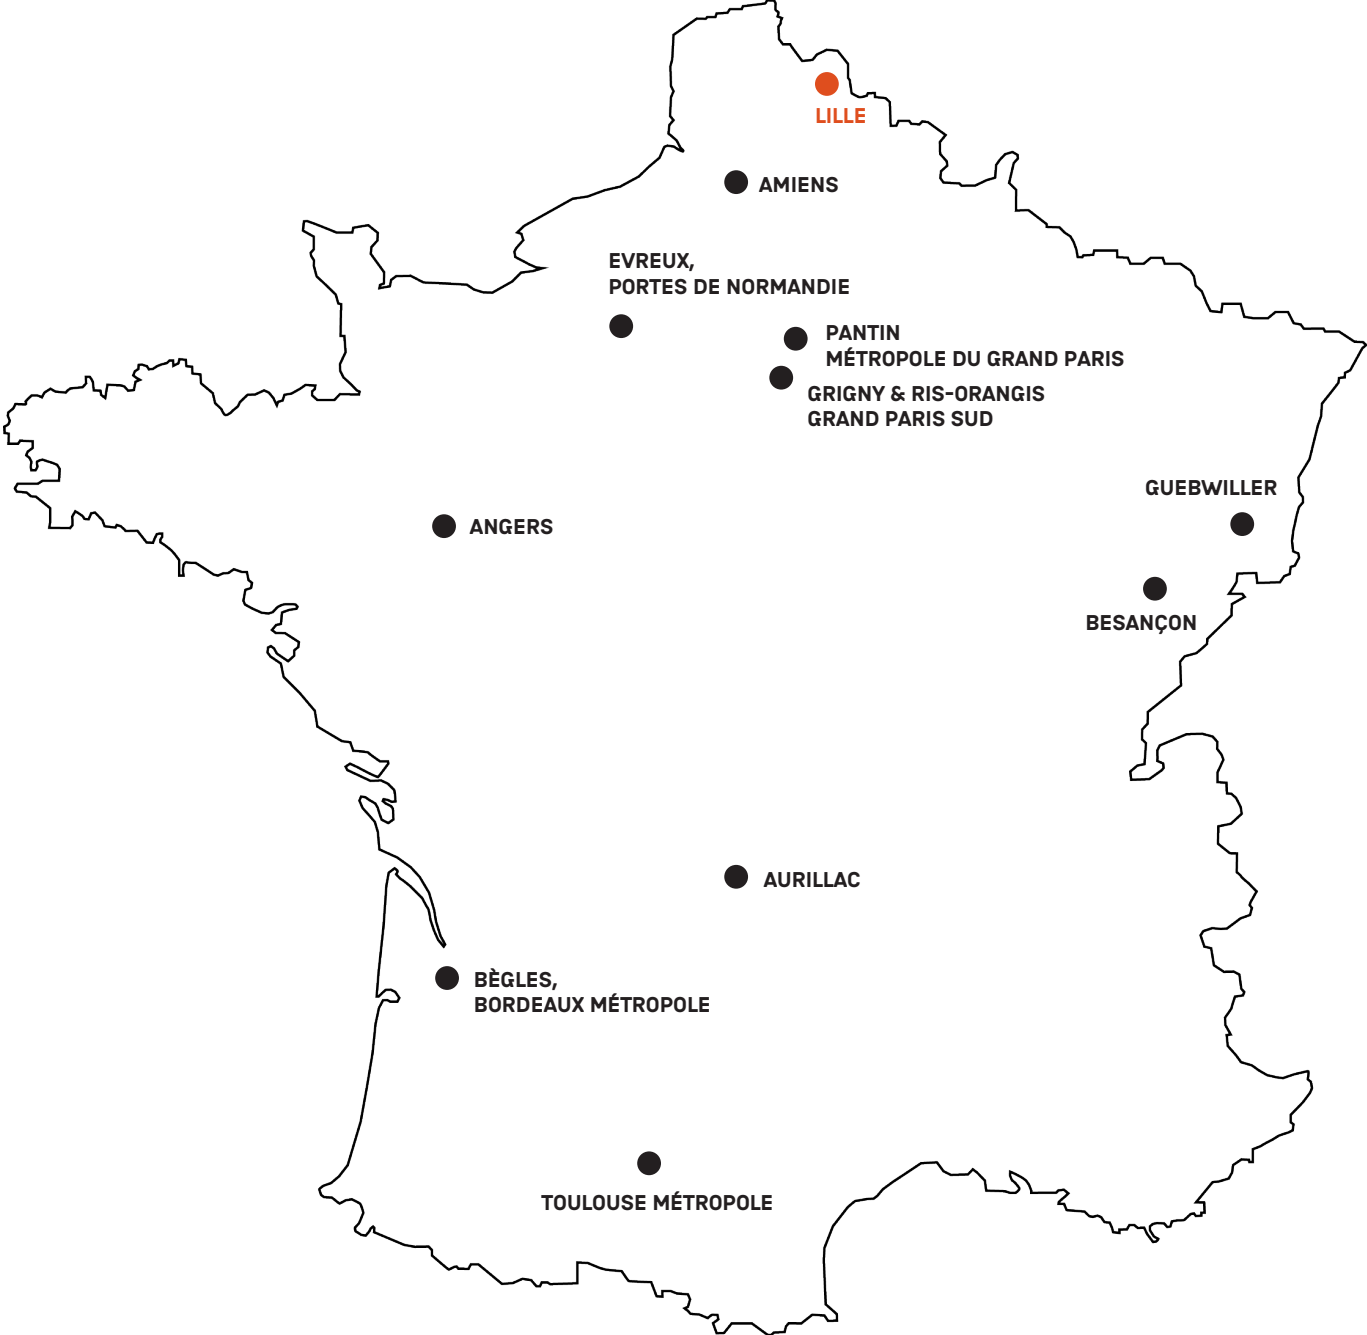 LILLE
AMIENS
EVREUX,
PORTES DE NORMANDIE
PANTIN
MÉTROPOLE DU GRAND PARIS
GRIGNY & RIS-ORANGIS
GRAND PARIS SUD
GUEBWILLER
ANGERS
BESANÇON
AURILLAC
BÈGLES,
BORDEAUX MÉTROPOLE
TOULOUSE MÉTROPOLE